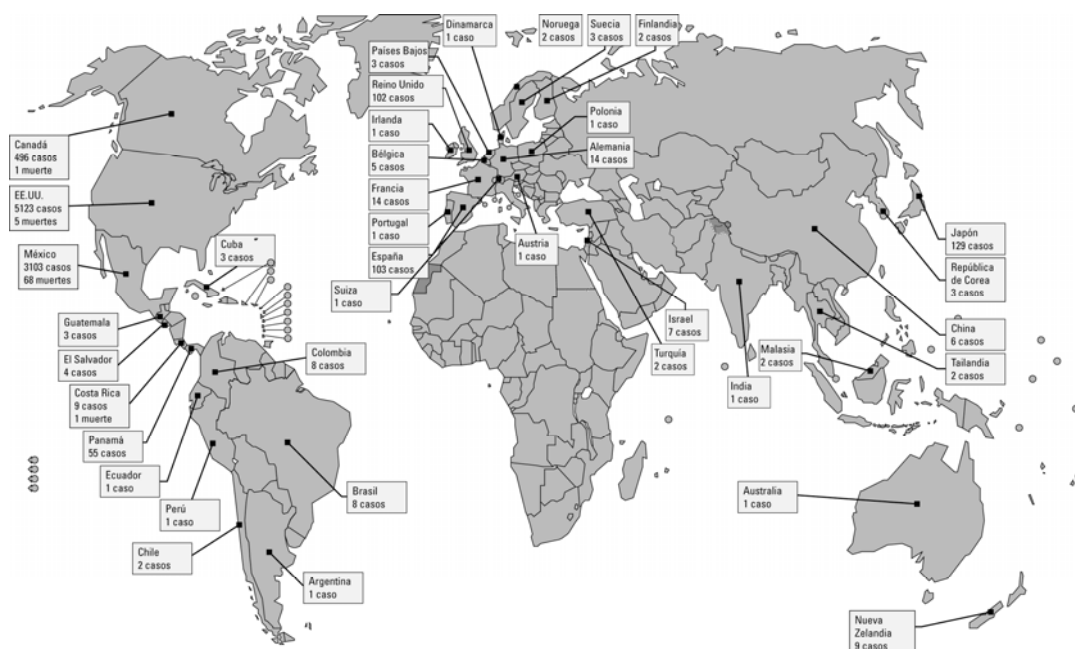 Dinamarca
1 caso
Noruega
2 casos
Suecia
3 casos
Finlandia
2 casos
Países Bajos
3 casos
Reino Unido
102 casos
Irlanda
1 caso
Bélgica
5 casos
Francia
14 casos
Portugal
1 caso
España
103 casos
Suiza
1 caso
Polonia
1 caso
Alemania
14 casos
Austria
1 caso
Canadá
496 casos
1 muerte
EE.UU.
5123 casos
5 muertes
México
3103 casos
68 muertes
Cuba
3 casos
Guatemala
3 casos
El Salvador
4 casos
Costa Rica
9 casos
1 muerte
Panamá
55 casos
Ecuador
1 caso
Perú
1 caso
Chile
2 casos
Argentina
1 caso
Colombia
8 casos
Brasil
8 casos
Israel
7 casos
Turquía
2 casos
India
1 caso
Malasia
2 casos
Japón
129 casos
República
de Corea
3 casos
China
6 casos
Tailandia
2 casos
Australia
1 caso
Nueva
Zelandia
9 casos